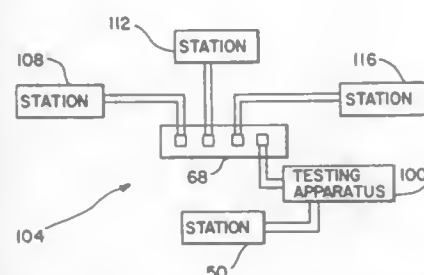 112
STATION
108
STATION
116
STATION
68
TESTING
APPARATUS
100
104
STATION
50